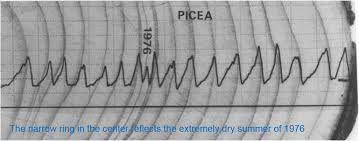 PICEA
1976
The narrow ring in the center reflects the extremely dry summer of 1976